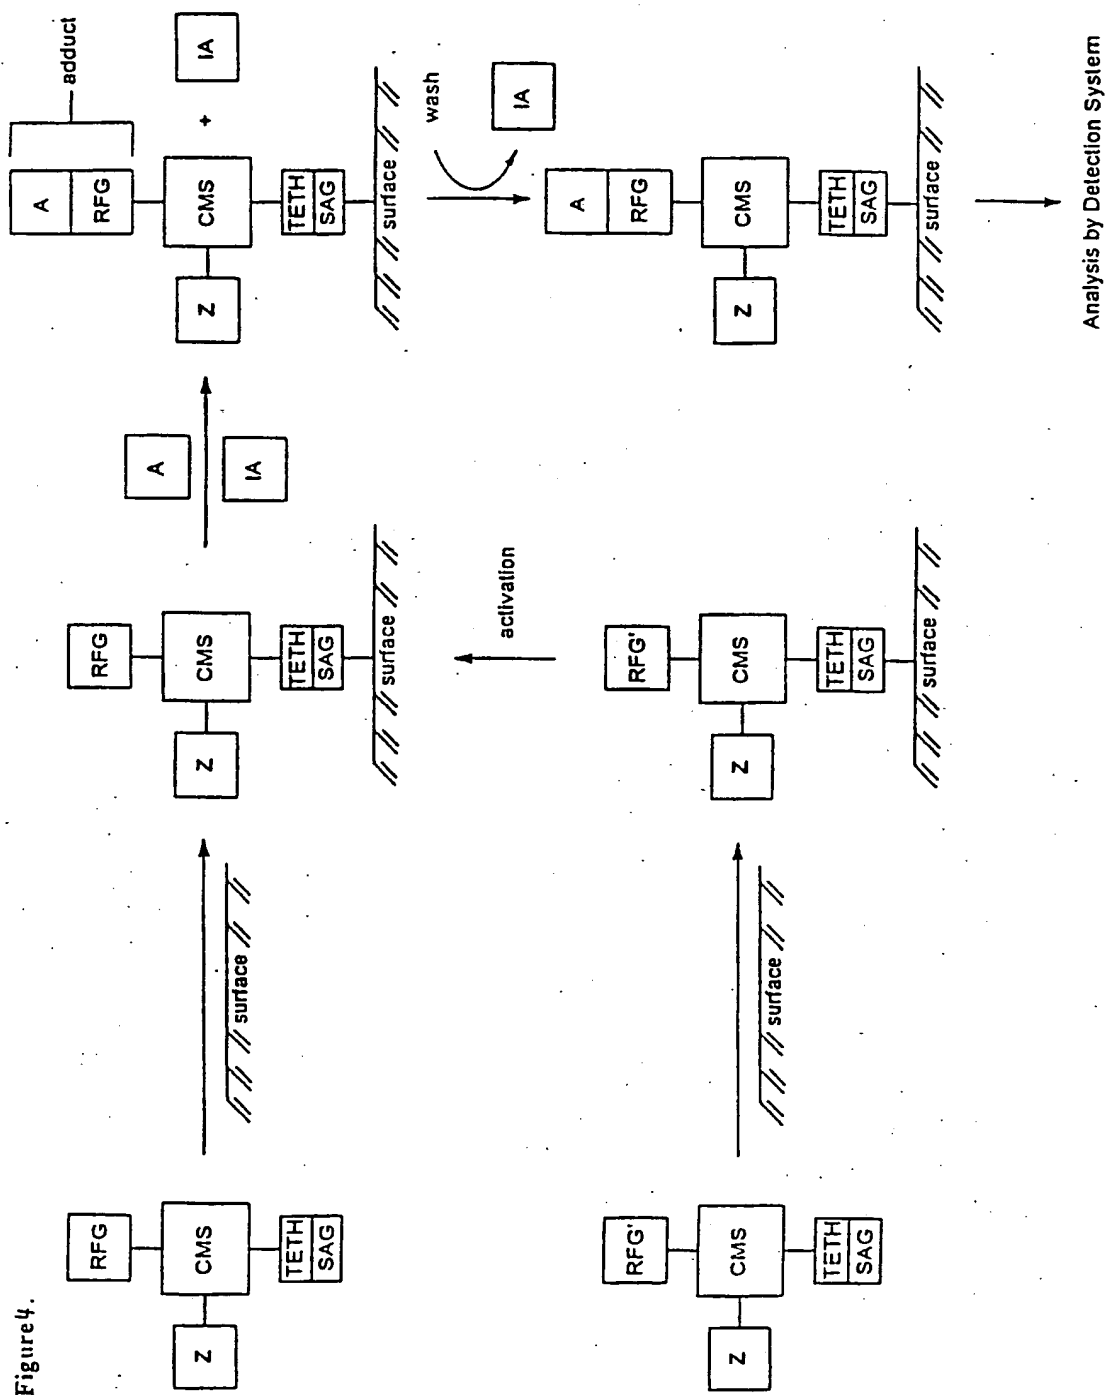 Figure 4.
RFG
Z
CMS
TETH
SAG
// // surface // //
RFG
Z
CMS
TETH
SAG
// // surface // //
A
IA
A
RFG
adduct
Z
CMS
+
IA
TETH
SAG
// // surface // //
RFG'
Z
CMS
TETH
SAG
// // surface // //
RFG'
Z
CMS
TETH
SAG
// // surface // //
activation
wash
IA
A
RFG
Z
CMS
TETH
SAG
// // surface // //
Analysis by Detection System